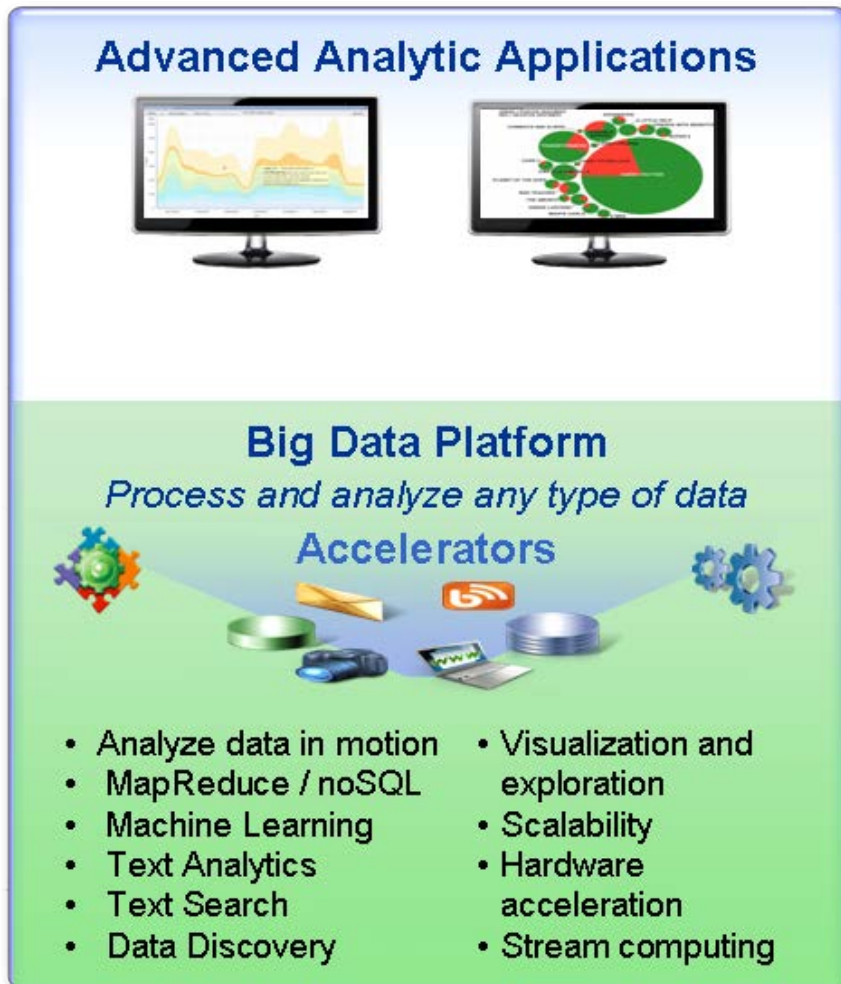 Advanced Analytic Applications
Big Data Platform
Process and analyze any type of data
Accelerators
www
• Analyze data in motion
• MapReduce / noSQL
• Machine Learning
• Text Analytics
• Text Search
• Data Discovery
• Visualization and
exploration
• Scalability
• Hardware
acceleration
• Stream computing